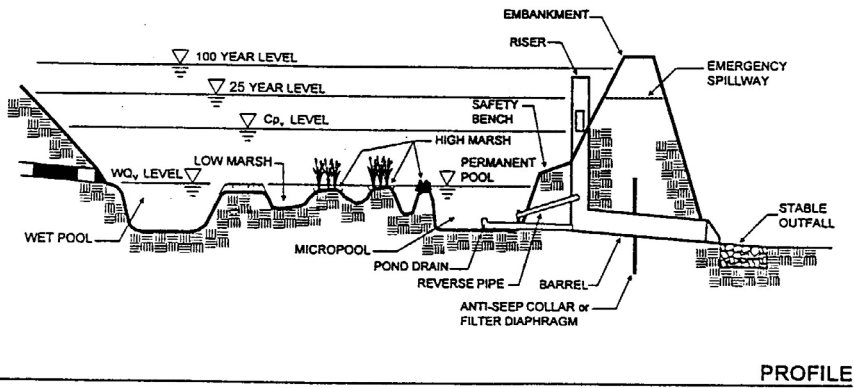 EMBANKMENT
RISER
100 YEAR LEVEL
EMERGENCY
SPILLWAY
25 YEAR LEVEL
SAFETY
BENCH
Cpv LEVEL
HIGH MARSH
LOW MARSH
PERMANENT
POOL
WQv LEVEL
STABLE
OUTFALL
WET POOL
MICROPOOL
POND DRAIN
REVERSE PIPE
BARREL
ANTI-SEEP COLLAR or
FILTER DIAPHRAGM
PROFILE